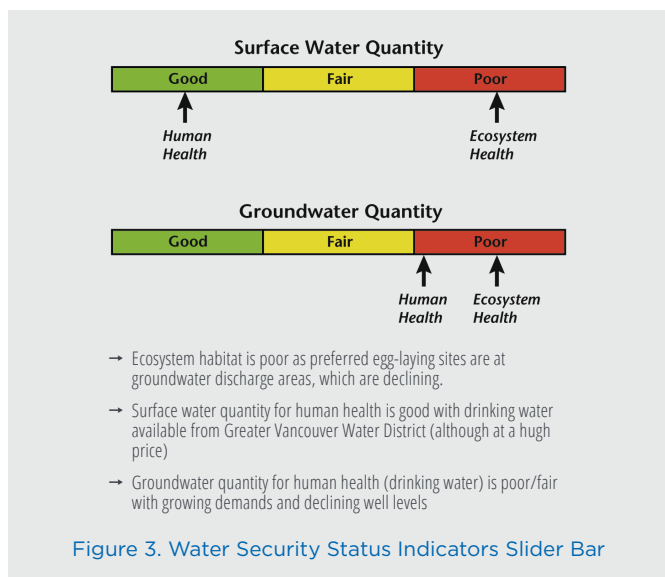 Surface Water Quantity
Good Fair Poor
Human
Health
Ecosystem
Health
Groundwater Quantity
Good Fair Poor
Human
Health
Ecosystem
Health
→ Ecosystem habitat is poor as preferred egg-laying sites are at
groundwater discharge areas, which are declining.
→ Surface water quantity for human health is good with drinking water
available from Greater Vancouver Water District (although at a hugh
price)
→ Groundwater quantity for human health (drinking water) is poor/fair
with growing demands and declining well levels
Figure 3. Water Security Status Indicators Slider Bar